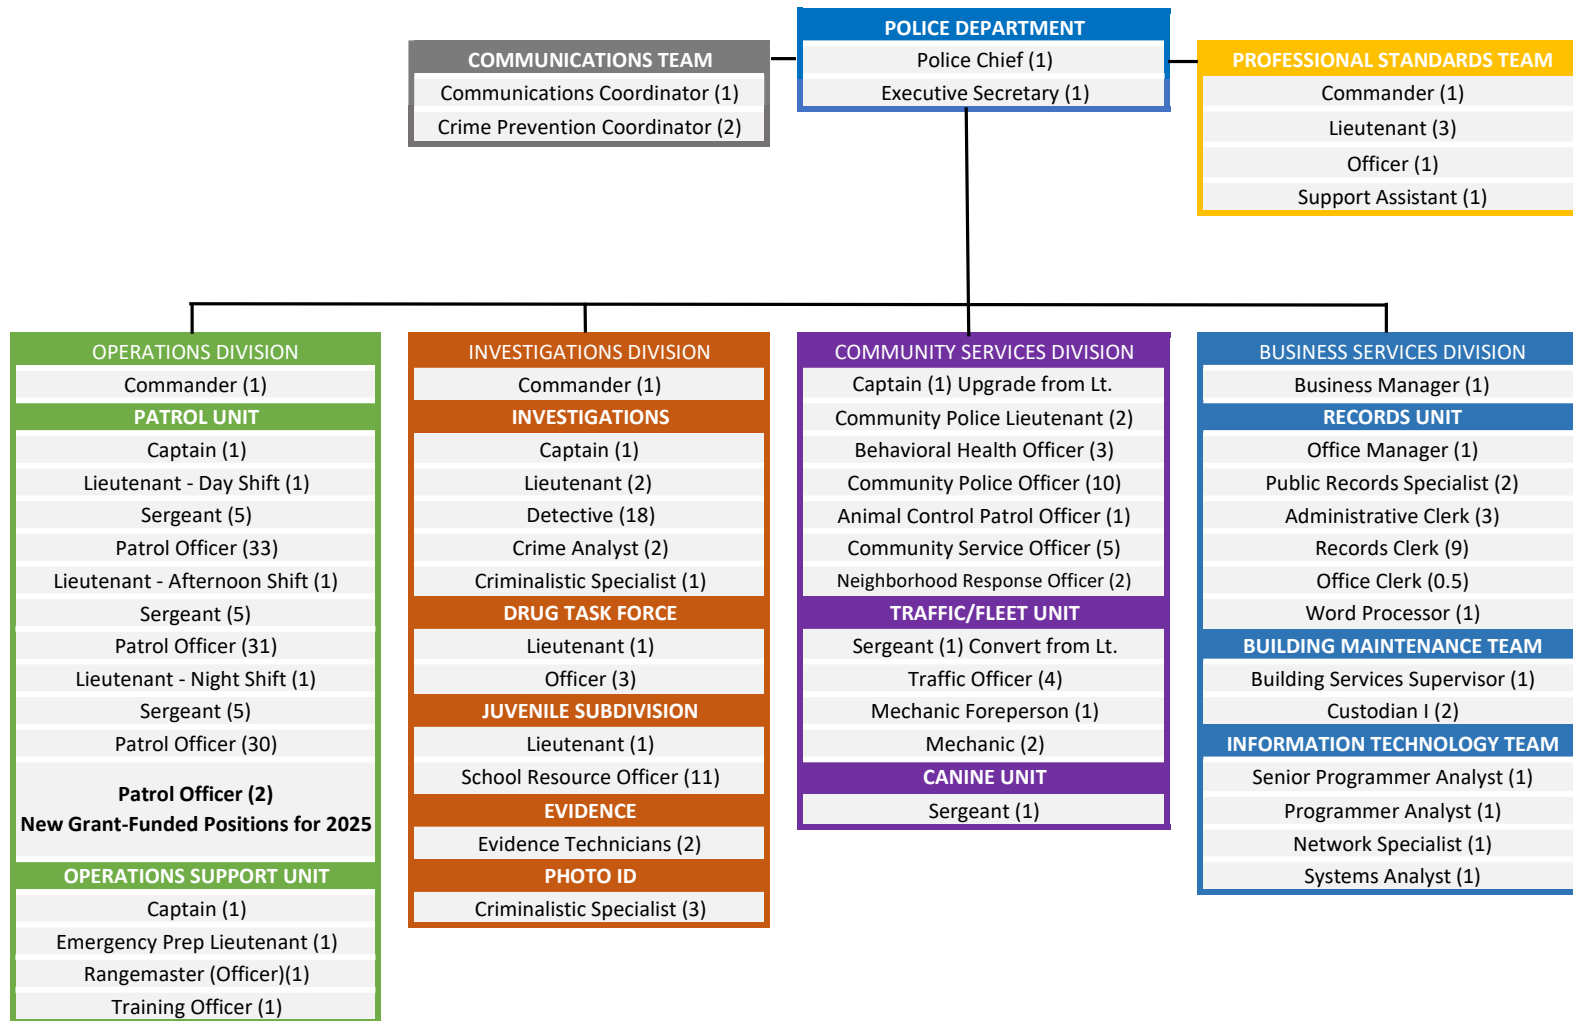 POLICE DEPARTMENT
Police Chief (1)
Executive Secretary (1)
COMMUNICATIONS TEAM
Communications Coordinator (1)
Crime Prevention Coordinator (2)
PROFESSIONAL STANDARDS TEAM
Commander (1)
Lieutenant (3)
Officer (1)
Support Assistant (1)
OPERATIONS DIVISION
Commander (1)
PATROL UNIT
Captain (1)
Lieutenant - Day Shift (1)
Sergeant (5)
Patrol Officer (33)
Lieutenant - Afternoon Shift (1)
Sergeant (5)
Patrol Officer (31)
Lieutenant - Night Shift (1)
Sergeant (5)
Patrol Officer (30)
Patrol Officer (2)
New Grant-Funded Positions for 2025
OPERATIONS SUPPORT UNIT
Captain (1)
Emergency Prep Lieutenant (1)
Rangemaster (Officer)(1)
Training Officer (1)
INVESTIGATIONS DIVISION
Commander (1)
INVESTIGATIONS
Captain (1)
Lieutenant (2)
Detective (18)
Crime Analyst (2)
Criminalistic Specialist (1)
DRUG TASK FORCE
Lieutenant (1)
Officer (3)
JUVENILE SUBDIVISION
Lieutenant (1)
School Resource Officer (11)
EVIDENCE
Evidence Technicians (2)
PHOTO ID
Criminalistic Specialist (3)
COMMUNITY SERVICES DIVISION
Captain (1) Upgrade from Lt.
Community Police Lieutenant (2)
Behavioral Health Officer (3)
Community Police Officer (10)
Animal Control Patrol Officer (1)
Community Service Officer (5)
Neighborhood Response Officer (2)
TRAFFIC/FLEET UNIT
Sergeant (1) Convert from Lt.
Traffic Officer (4)
Mechanic Foreperson (1)
Mechanic (2)
CANINE UNIT
Sergeant (1)
BUSINESS SERVICES DIVISION
Business Manager (1)
RECORDS UNIT
Office Manager (1)
Public Records Specialist (2)
Administrative Clerk (3)
Records Clerk (9)
Office Clerk (0.5)
Word Processor (1)
BUILDING MAINTENANCE TEAM
Building Services Supervisor (1)
Custodian I (2)
INFORMATION TECHNOLOGY TEAM
Senior Programmer Analyst (1)
Programmer Analyst (1)
Network Specialist (1)
Systems Analyst (1)